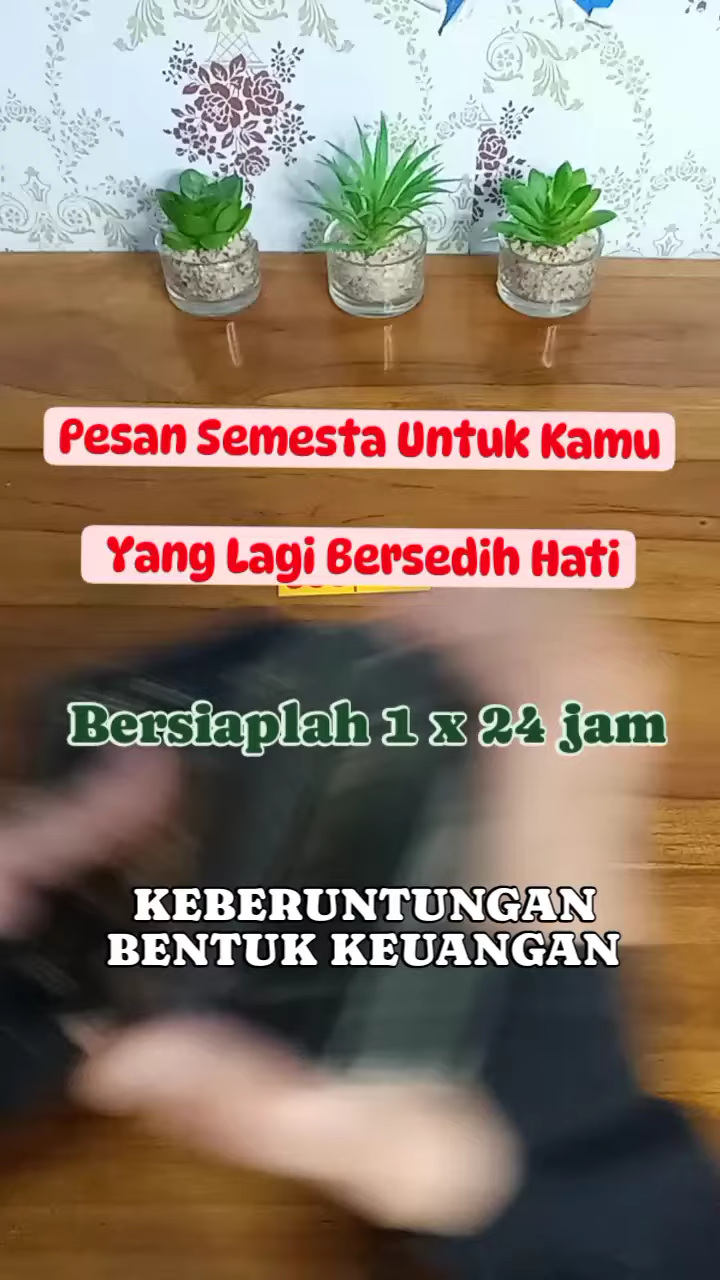 Pesan Semesta Untuk Kamu
Yang Lagi Bersedih Hati
Bersiaplah 1 x 24 jam
KEBERUNTUNGAN
BENTUK KEUANGAN